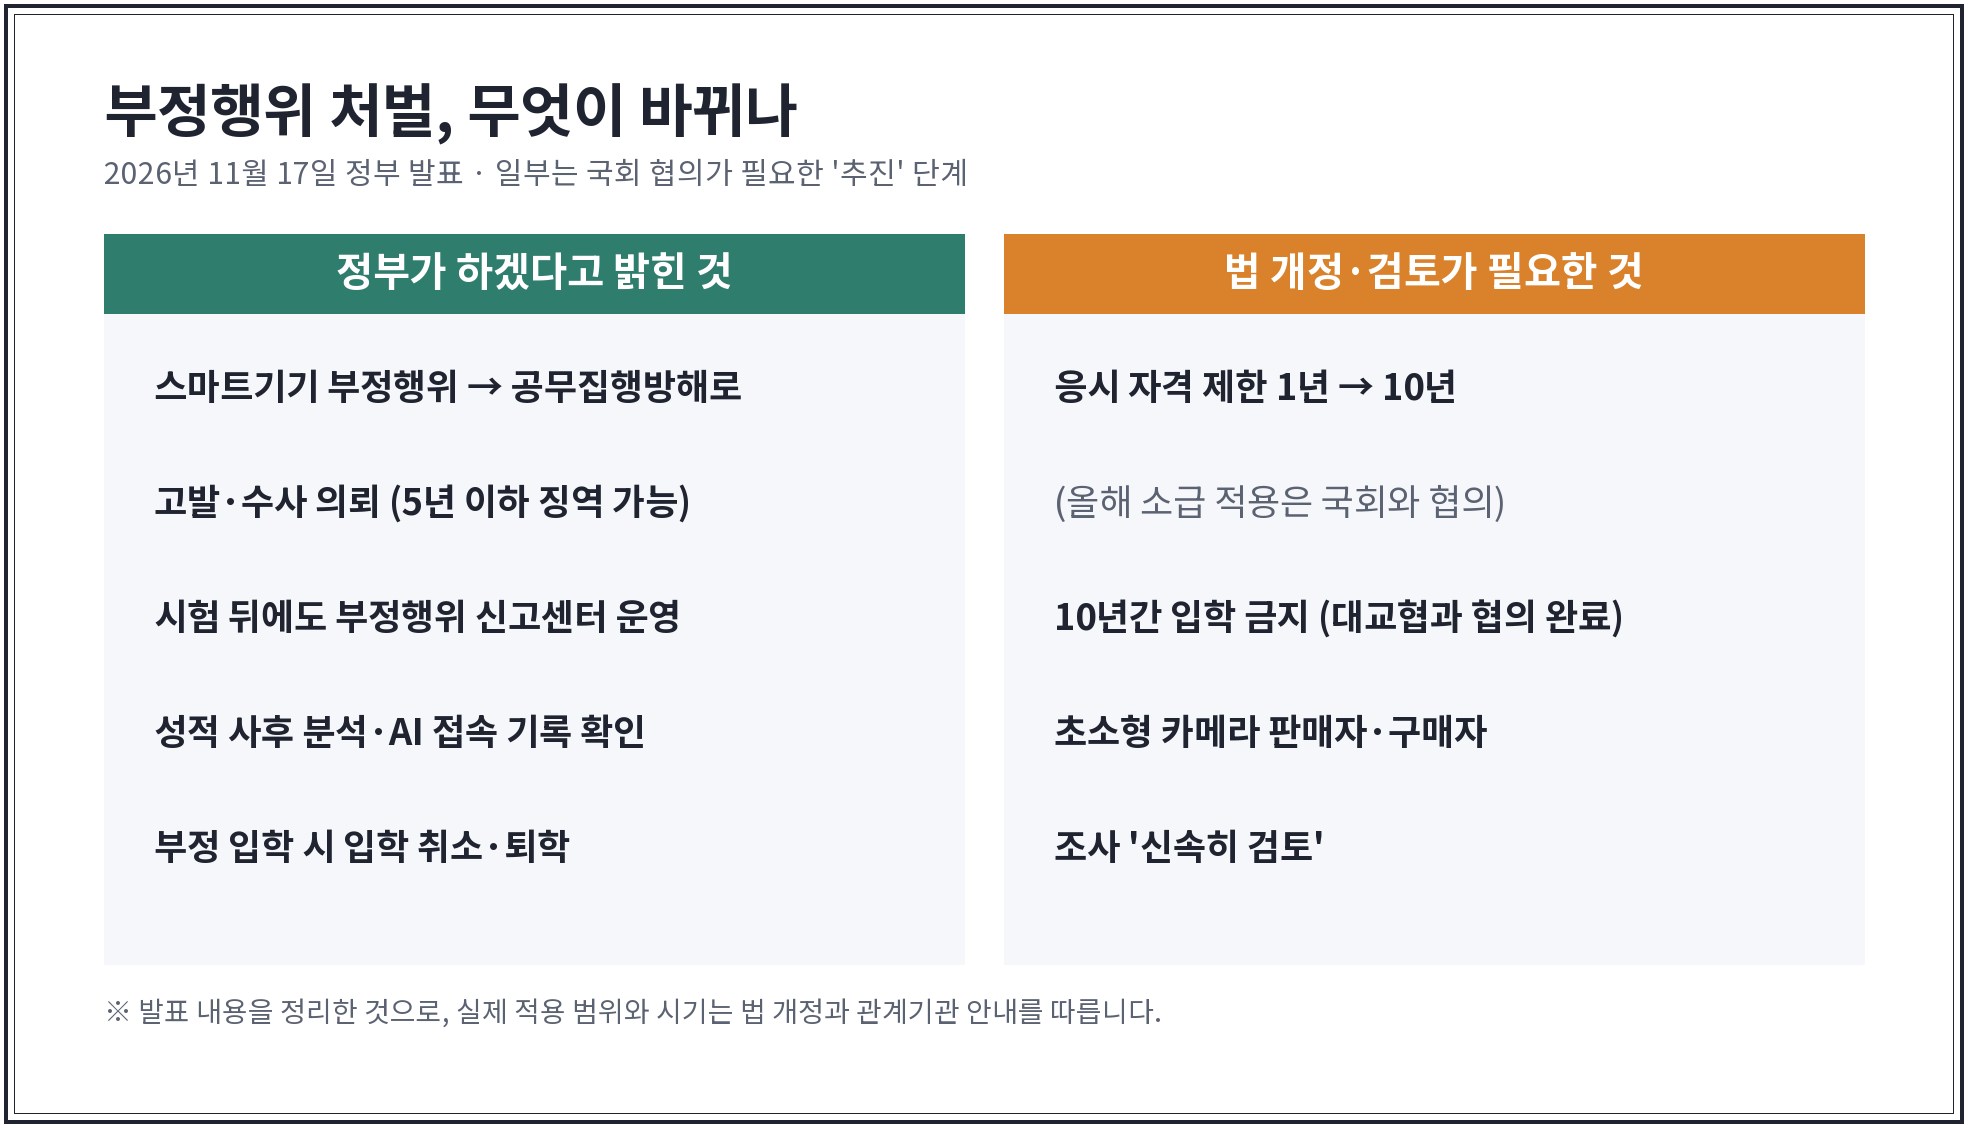 부정행위 처벌, 무엇이 바뀌나
2026년 11월 17일 정부 발표 · 일부는 국회 협의가 필요한 '추진' 단계
정부가 하겠다고 밝힌 것
스마트기기 부정행위 → 공무집행방해로
고발·수사 의뢰 (5년 이하 징역 가능)
시험 뒤에도 부정행위 신고센터 운영
성적 사후 분석·AI 접속 기록 확인
부정 입학 시 입학 취소·퇴학
법 개정·검토가 필요한 것
응시 자격 제한 1년 → 10년
(올해 소급 적용은 국회와 협의)
10년간 입학 금지 (대교협과 협의 완료)
초소형 카메라 판매자·구매자
조사 '신속히 검토'
※ 발표 내용을 정리한 것으로, 실제 적용 범위와 시기는 법 개정과 관계기관 안내를 따릅니다.